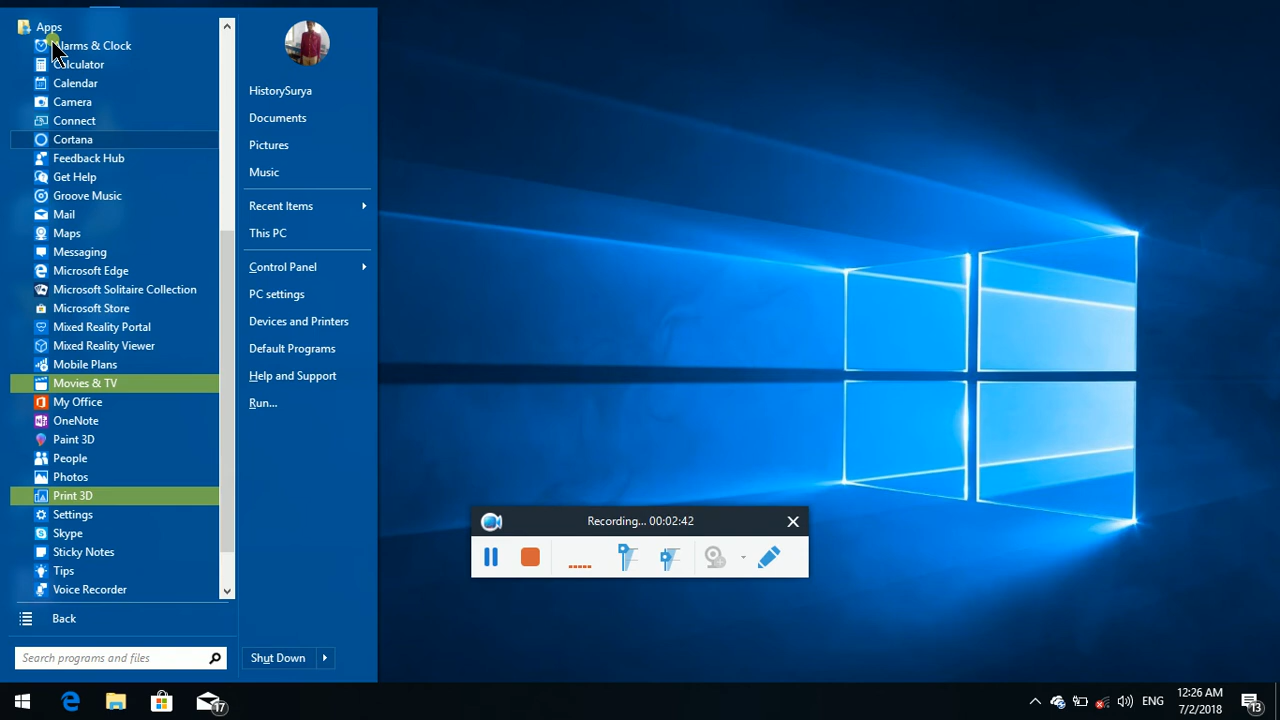 Apps
Alarms & Clock
Calculator
Calendar
Camera
Connect
Cortana
Feedback Hub
Get Help
Groove Music
Mail
Maps
Messaging
Microsoft Edge
Microsoft Solitaire Collection
Microsoft Store
Mixed Reality Portal
Mixed Reality Viewer
Mobile Plans
Movies & TV
My Office
OneNote
Paint 3D
People
Photos
Print 3D
Settings
Skype
Sticky Notes
Tips
Voice Recorder
Back
Search programs and files
HistorySurya
Documents
Pictures
Music
Recent Items
This PC
Control Panel
PC settings
Devices and Printers
Default Programs
Help and Support
Run...
Shut Down
Recording... 00:02:42
17
ENG
12:26 AM
7/2/2018
13